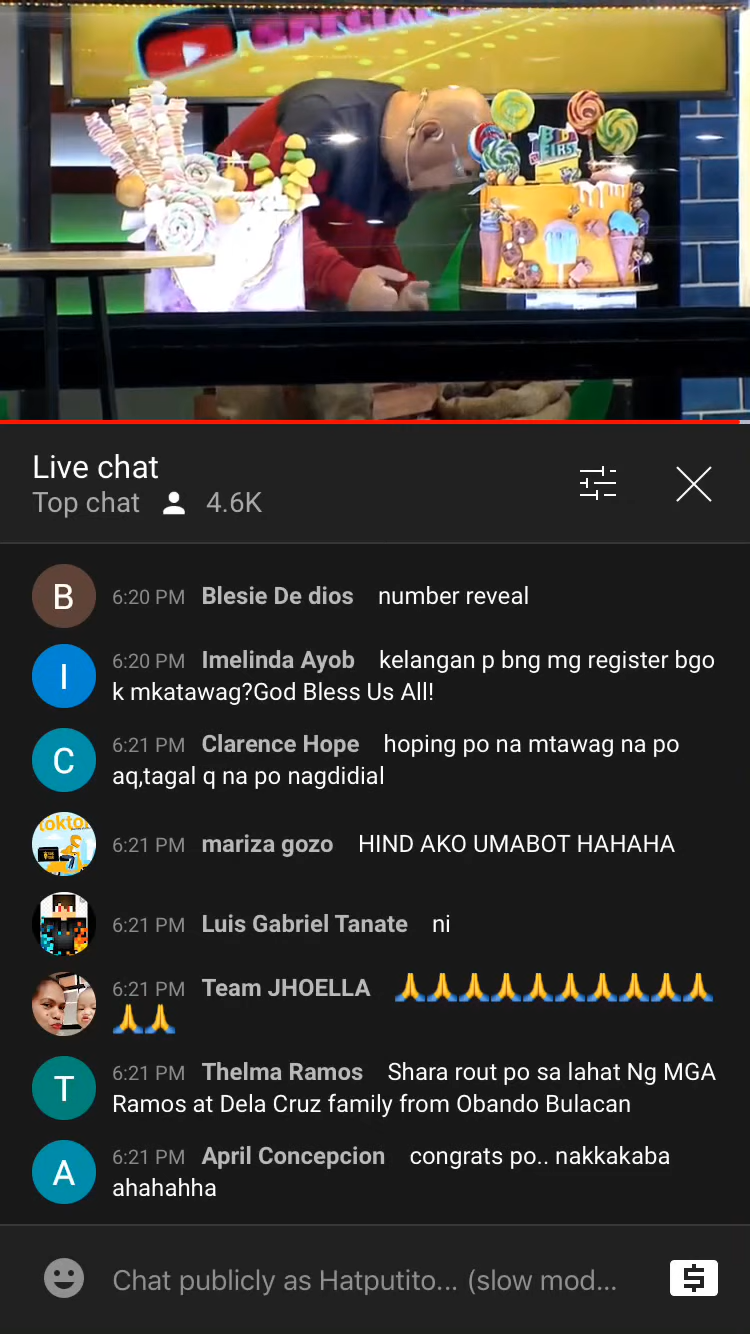 SPECIAL
Live chat
Top chat 4.6K
B 6:20 PM Blesie De dios number reveal
I 6:20 PM Imelinda Ayob kelangan p bng mg register bgo
k mkatawag?God Bless Us All!
C 6:21 PM Clarence Hope hoping po na mtawag na po
aq,tagal q na po nagdidial
toktok
6:21 PM mariza gozo HIND AKO UMABOT HAHAHA
6:21 PM Luis Gabriel Tanate ni
6:21 PM Team JHOELLA 🙏🙏🙏🙏🙏🙏🙏🙏🙏🙏
🙏🙏
T 6:21 PM Thelma Ramos Shara rout po sa lahat Ng MGA
Ramos at Dela Cruz family from Obando Bulacan
A 6:21 PM April Concepcion congrats po.. nakkakaba
ahahahha
Chat publicly as Hatputito... (slow mod...
$